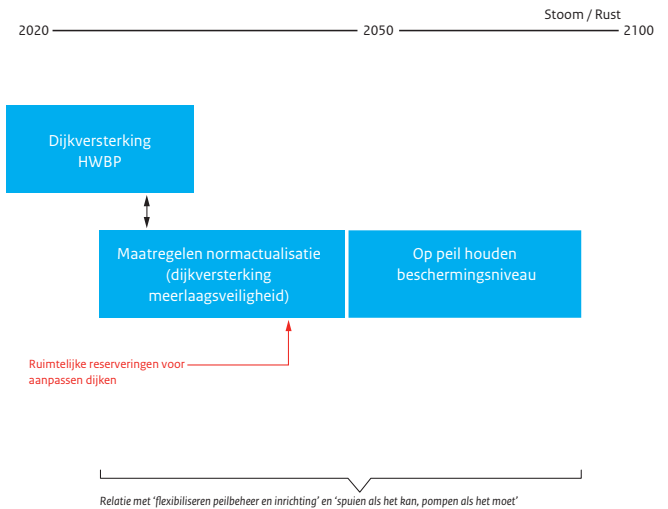 Stoom / Rust
2020 2050 2100
Dijkversterking
HWBP
Maatregelen normactualisatie
(dijkversterking
meerlaagsveiligheid)
Op peil houden
beschermingsniveau
Ruimtelijke reserveringen voor
aanpassen dijken
Relatie met ‘flexibiliseren peilbeheer en inrichting’ en ‘spuien als het kan, pompen als het moet’